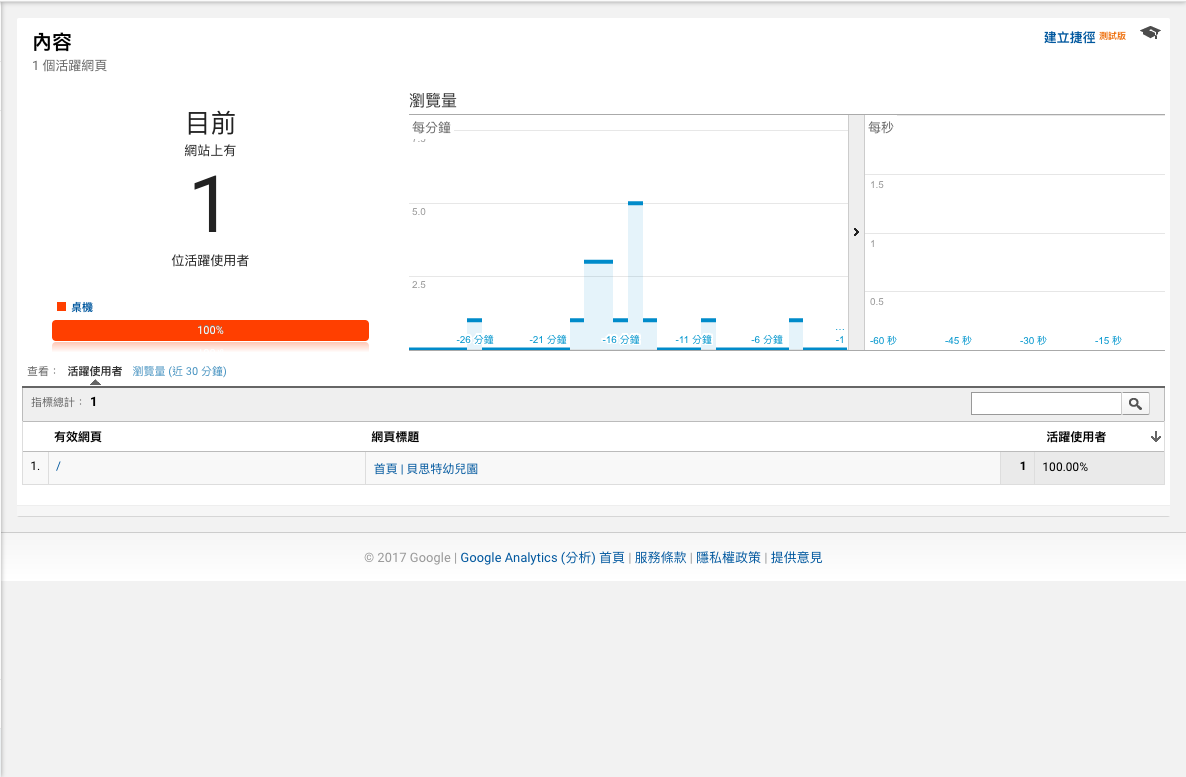 內容
建立捷徑 測試版
1 個活躍網頁
目前
網站上有
1
位活躍使用者
桌機
100%
瀏覽量
每分鐘
7.5
5.0
2.5
-26 分鐘 -21 分鐘 -16 分鐘 -11 分鐘 -6 分鐘 -1
...
每秒
1.5
1
0.5
-60 秒 -45 秒 -30 秒 -15 秒
查看： 活躍使用者 瀏覽量 (近 30 分鐘)
指標總計： 1
有效網頁 網頁標題 活躍使用者
1. / 首頁 | 貝思特幼兒園 1 100.00%
© 2017 Google | Google Analytics (分析) 首頁 | 服務條款 | 隱私權政策 | 提供意見